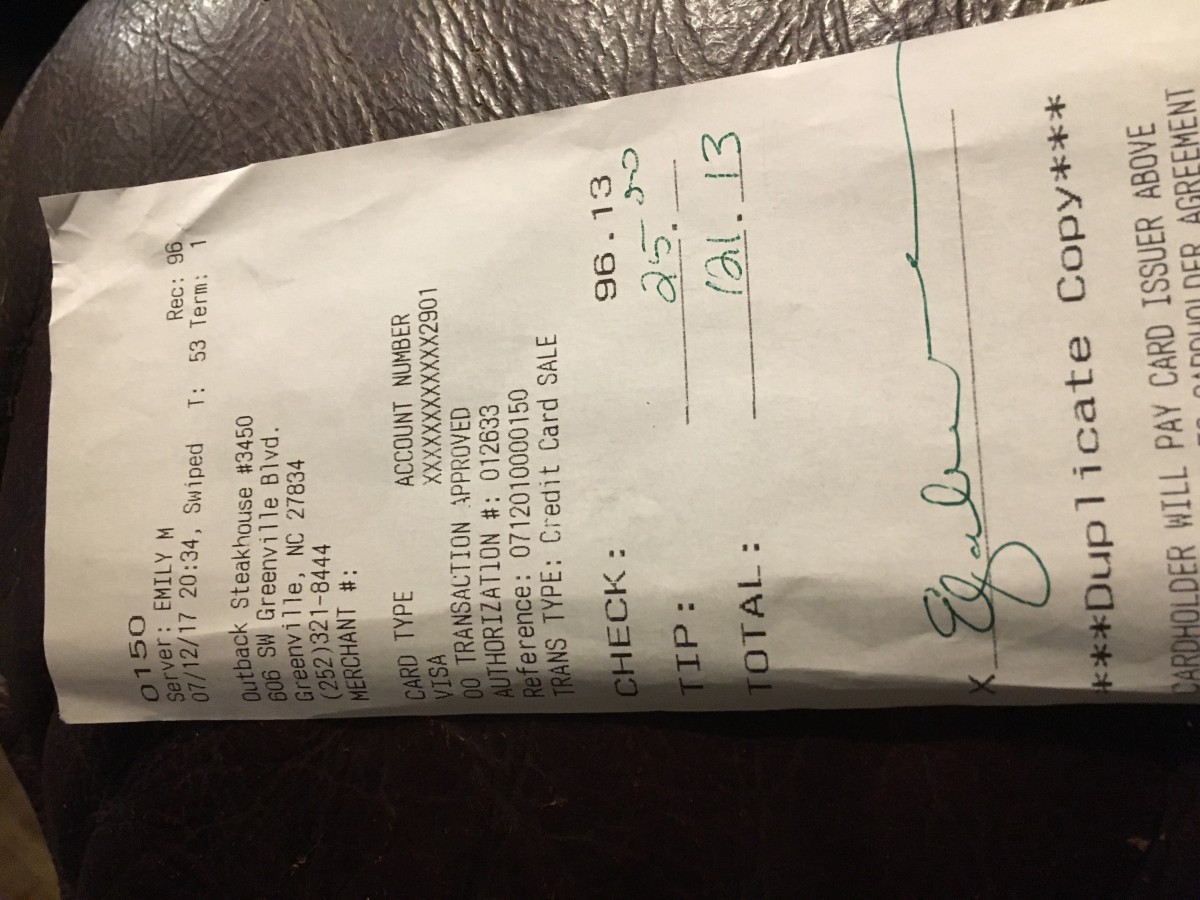 0150
Server: EMILY M Rec: 96
07/12/17 20:34, Swiped T: 53 Term: 1
Outback Steakhouse #3450
606 SW Greenville Blvd.
Greenville, NC 27834
(252)321-8444
MERCHANT #:
CARD TYPE ACCOUNT NUMBER
VISA XXXXXXXXXXXX2901
00 TRANSACTION APPROVED
AUTHORIZATION #: 012633
Reference: 0712010000150
TRANS TYPE: Credit Card SALE
CHECK: 96.13
TIP: 25.00
TOTAL: 121.13
X
***Duplicate Copy***
CARDHOLDER WILL PAY CARD ISSUER ABOVE
CARDHOLDER AGREEMENT